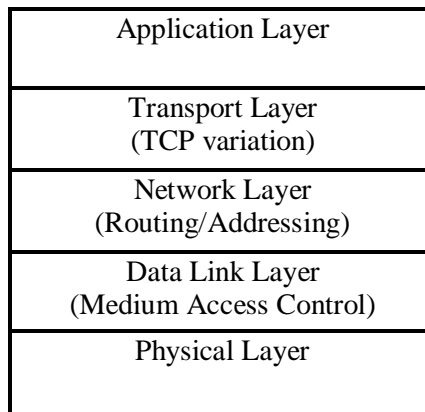 Application Layer
Transport Layer
(TCP variation)
Network Layer
(Routing/Addressing)
Data Link Layer
(Medium Access Control)
Physical Layer